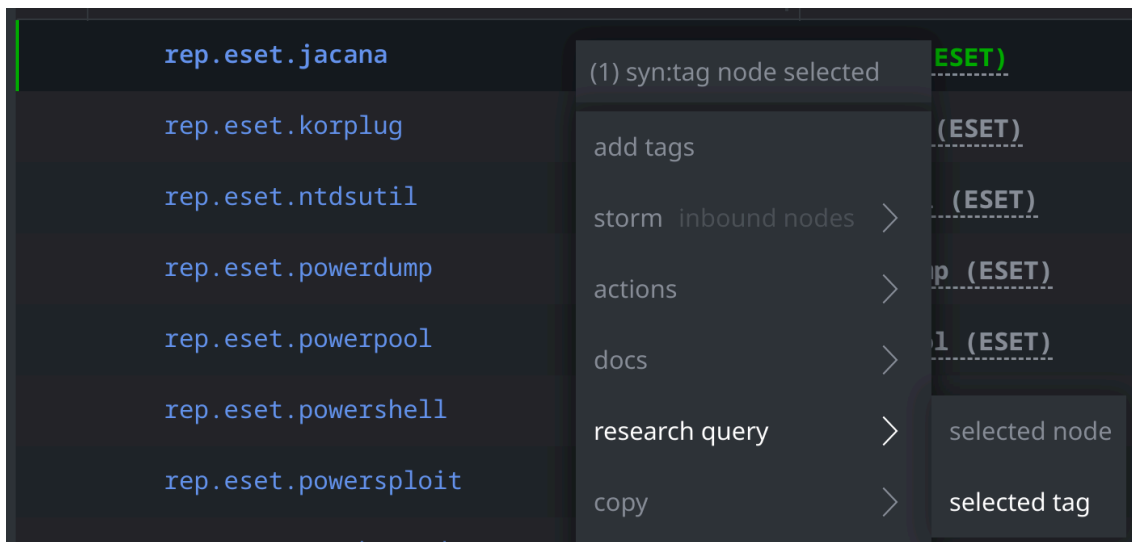 rep.eset.jacana
(1) syn:tag node selected
ESET)
rep.eset.korplug
add tags
(ESET)
rep.eset.ntdsutil
storm inbound nodes
(ESET)
rep.eset.powerdump
actions
p (ESET)
rep.eset.powerpool
docs
l (ESET)
rep.eset.powershell
research query
selected node
rep.eset.powersploit
copy
selected tag